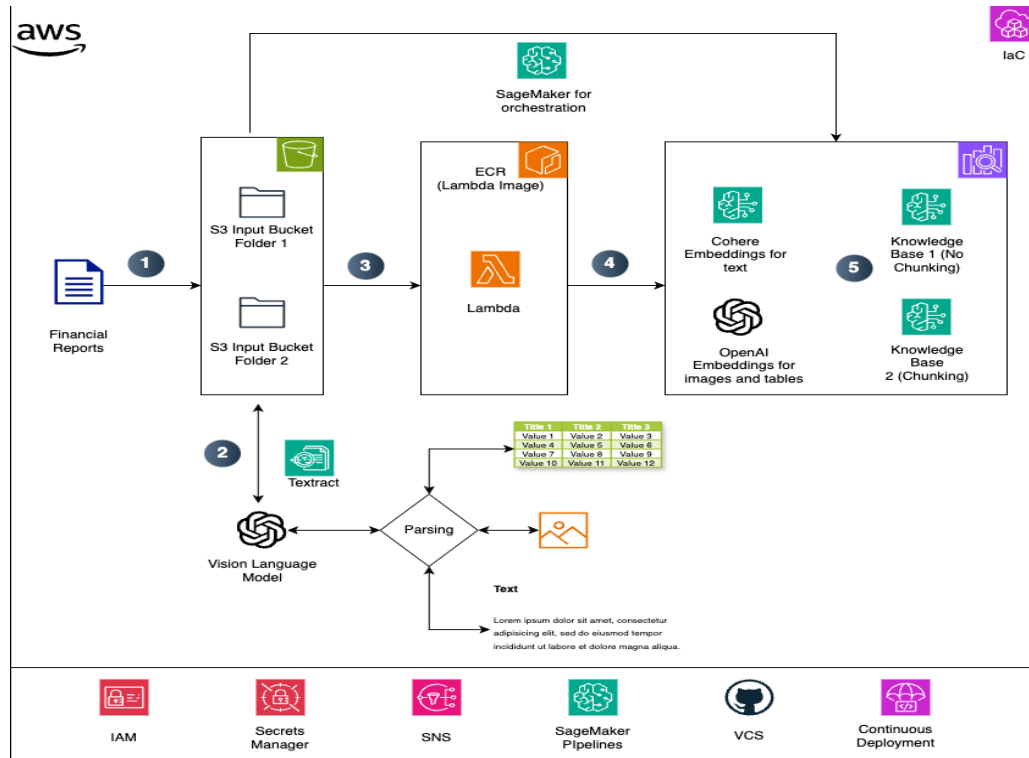 aws
IaC
SageMaker for
orchestration
ECR
(Lambda Image)
S3 Input Bucket
Folder 1
Cohere
Embeddings for
text
Knowledge
Base 1 (No
Chunking)
1
3
4
5
Lambda
Financial
Reports
S3 Input Bucket
Folder 2
OpenAI
Embeddings for
images and tables
Knowledge
Base
2 (Chunking)
2
Textract
Title 1 Title 2 Title 3
Value 1 Value 2 Value 3
Value 4 Value 5 Value 6
Value 7 Value 8 Value 9
Value 10 Value 11 Value 12
Parsing
Vision Language
Model
Text
Lorem ipsum dolor sit amet, consectetur
adipisicing elit, sed do eiusmod tempor
incididunt ut labore et dolore magna aliqua.
IAM
Secrets
Manager
SNS
SageMaker
PIpelines
VCS
Continuous
Deployment